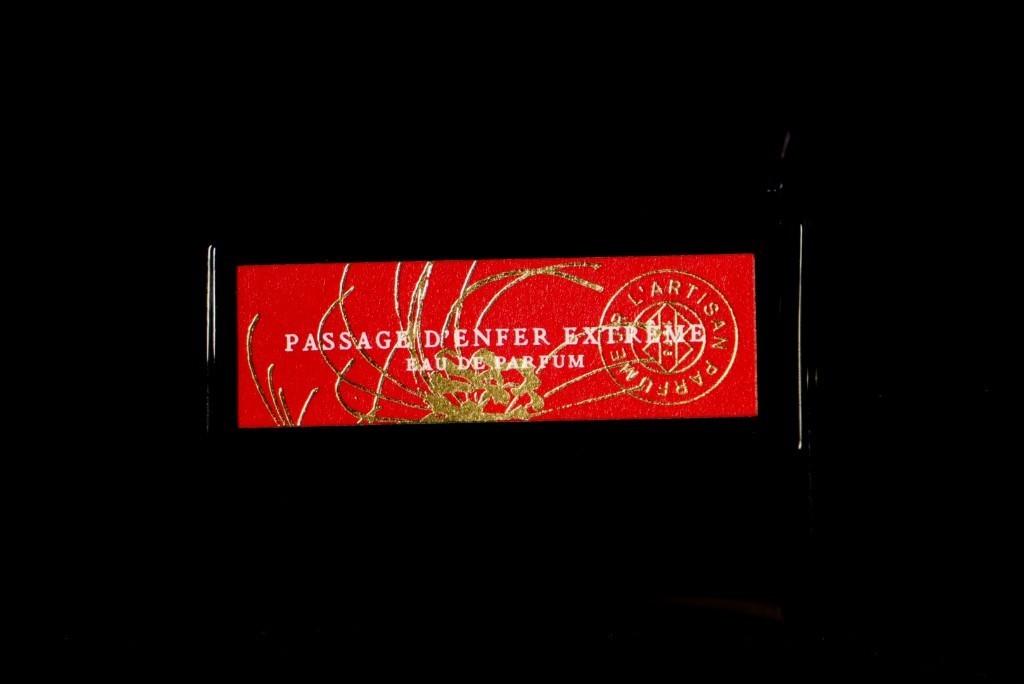 PASSAGE D'ENFER EXTRÊME
EAU DE PARFUM
L'ARTISAN PARFUMEUR